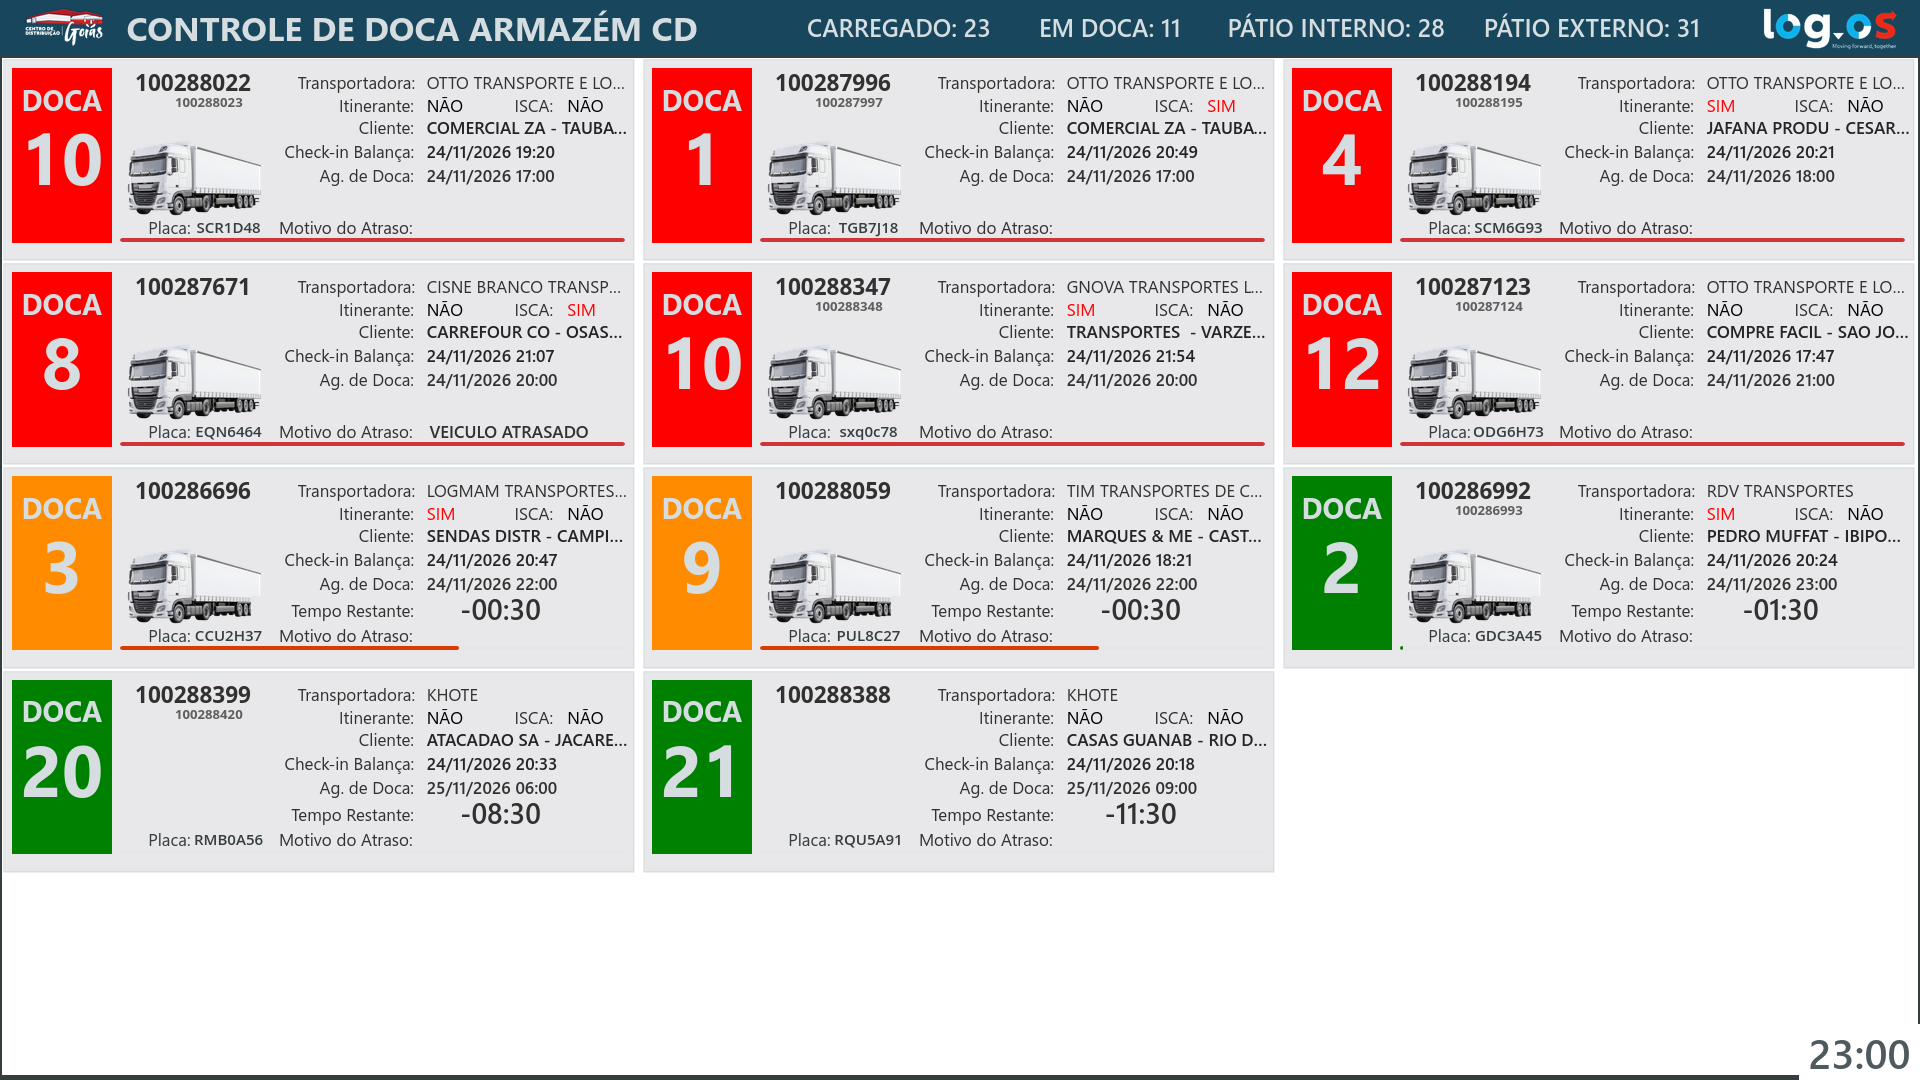 CENTRO DE DISTRIBUIÇÃO Goiás
CONTROLE DE DOCA ARMAZÉM CD
CARREGADO: 23
EM DOCA: 11
PÁTIO INTERNO: 28
PÁTIO EXTERNO: 31
log.os
Moving forward, together
DOCA
10
100288022
100288023
Transportadora: OTTO TRANSPORTE E LO...
Itinerante: NÃO ISCA: NÃO
Cliente: COMERCIAL ZA - TAUBA...
Check-in Balança: 24/11/2026 19:20
Ag. de Doca: 24/11/2026 17:00
Placa: SCR1D48 Motivo do Atraso:
DOCA
1
100287996
100287997
Transportadora: OTTO TRANSPORTE E LO...
Itinerante: NÃO ISCA: SIM
Cliente: COMERCIAL ZA - TAUBA...
Check-in Balança: 24/11/2026 20:49
Ag. de Doca: 24/11/2026 17:00
Placa: TGB7J18 Motivo do Atraso:
DOCA
4
100288194
100288195
Transportadora: OTTO TRANSPORTE E LO...
Itinerante: SIM ISCA: NÃO
Cliente: JAFANA PRODU - CESAR...
Check-in Balança: 24/11/2026 20:21
Ag. de Doca: 24/11/2026 18:00
Placa: SCM6G93 Motivo do Atraso:
DOCA
8
100287671
Transportadora: CISNE BRANCO TRANSP...
Itinerante: NÃO ISCA: SIM
Cliente: CARREFOUR CO - OSAS...
Check-in Balança: 24/11/2026 21:07
Ag. de Doca: 24/11/2026 20:00
Placa: EQN6464 Motivo do Atraso: VEICULO ATRASADO
DOCA
10
100288347
100288348
Transportadora: GNOVA TRANSPORTES L...
Itinerante: SIM ISCA: NÃO
Cliente: TRANSPORTES - VARZE...
Check-in Balança: 24/11/2026 21:54
Ag. de Doca: 24/11/2026 20:00
Placa: sxq0c78 Motivo do Atraso:
DOCA
12
100287123
100287124
Transportadora: OTTO TRANSPORTE E LO...
Itinerante: NÃO ISCA: NÃO
Cliente: COMPRE FACIL - SAO JO...
Check-in Balança: 24/11/2026 17:47
Ag. de Doca: 24/11/2026 21:00
Placa: ODG6H73 Motivo do Atraso:
DOCA
3
100286696
Transportadora: LOGMAM TRANSPORTES...
Itinerante: SIM ISCA: NÃO
Cliente: SENDAS DISTR - CAMPI...
Check-in Balança: 24/11/2026 20:47
Ag. de Doca: 24/11/2026 22:00
Tempo Restante: -00:30
Placa: CCU2H37 Motivo do Atraso:
DOCA
9
100288059
Transportadora: TIM TRANSPORTES DE C...
Itinerante: NÃO ISCA: NÃO
Cliente: MARQUES & ME - CAST...
Check-in Balança: 24/11/2026 18:21
Ag. de Doca: 24/11/2026 22:00
Tempo Restante: -00:30
Placa: PUL8C27 Motivo do Atraso:
DOCA
2
100286992
100286993
Transportadora: RDV TRANSPORTES
Itinerante: SIM ISCA: NÃO
Cliente: PEDRO MUFFAT - IBIPO...
Check-in Balança: 24/11/2026 20:24
Ag. de Doca: 24/11/2026 23:00
Tempo Restante: -01:30
Placa: GDC3A45 Motivo do Atraso:
DOCA
20
100288399
100288420
Transportadora: KHOTE
Itinerante: NÃO ISCA: NÃO
Cliente: ATACADAO SA - JACARE...
Check-in Balança: 24/11/2026 20:33
Ag. de Doca: 25/11/2026 06:00
Tempo Restante: -08:30
Placa: RMB0A56 Motivo do Atraso:
DOCA
21
100288388
Transportadora: KHOTE
Itinerante: NÃO ISCA: NÃO
Cliente: CASAS GUANAB - RIO D...
Check-in Balança: 24/11/2026 20:18
Ag. de Doca: 25/11/2026 09:00
Tempo Restante: -11:30
Placa: RQU5A91 Motivo do Atraso:
23:00